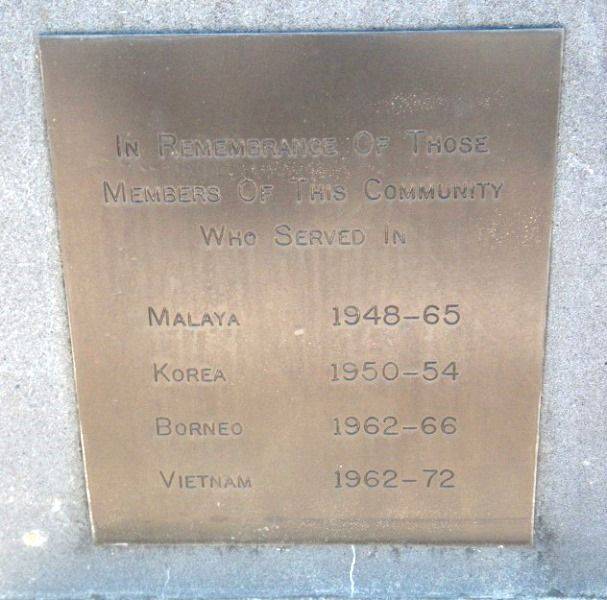 In Remembrance Of Those
Members Of This Community
Who Served In
Malaya 1948-65
Korea 1950-54
Borneo 1962-66
Vietnam 1962-72